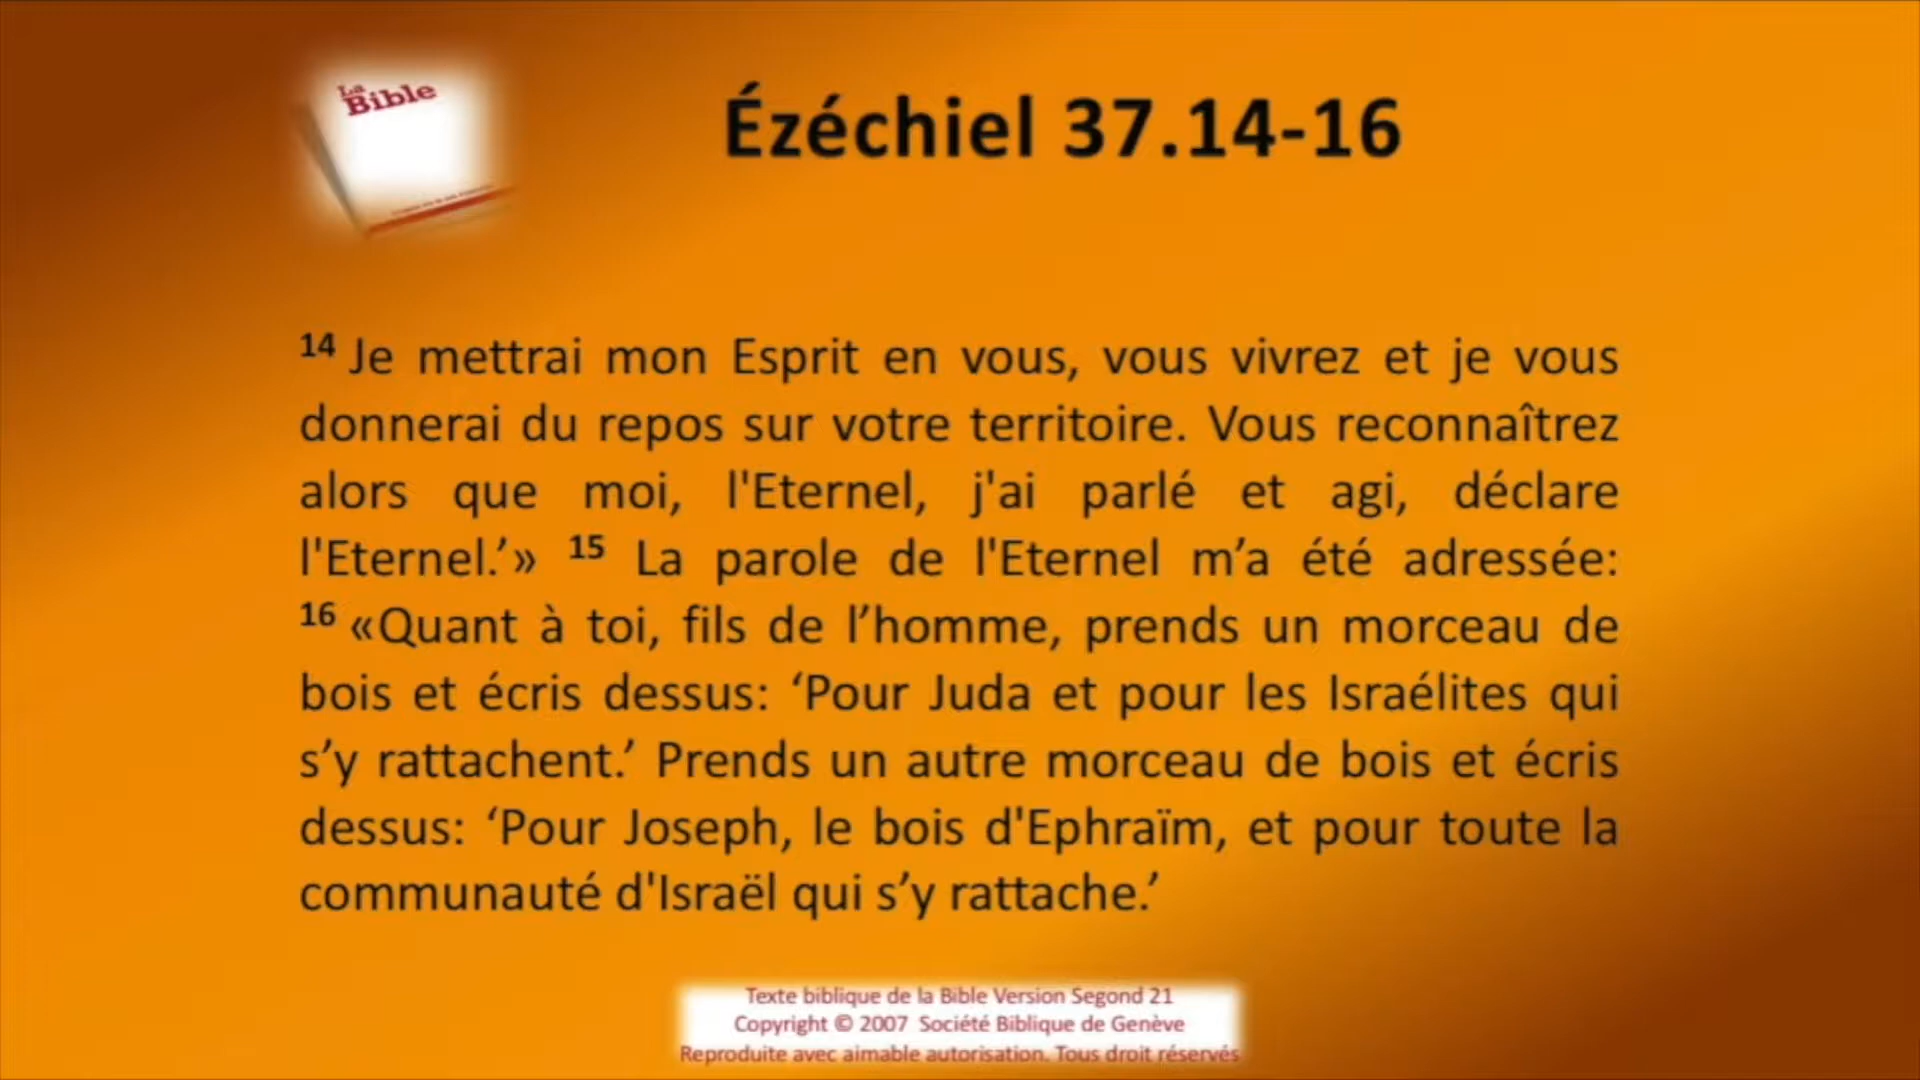 La
Bible
Ézéchiel 37.14-16
14 Je mettrai mon Esprit en vous, vous vivrez et je vous
donnerai du repos sur votre territoire. Vous reconnaîtrez
alors que moi, l'Eternel, j'ai parlé et agi, déclare
l'Eternel.’» 15 La parole de l'Eternel m’a été adressée:
16 «Quant à toi, fils de l’homme, prends un morceau de
bois et écris dessus: ‘Pour Juda et pour les Israélites qui
s’y rattachent.’ Prends un autre morceau de bois et écris
dessus: ‘Pour Joseph, le bois d'Ephraïm, et pour toute la
communauté d'Israël qui s’y rattache.’
Texte biblique de la Bible Version Segond 21
Copyright © 2007 Société Biblique de Genève
Reproduite avec aimable autorisation. Tous droit réservés